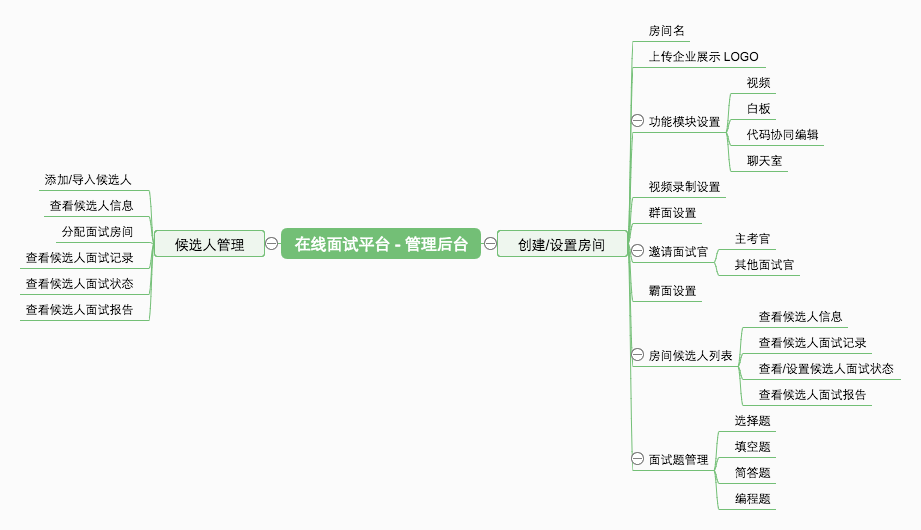 在线面试平台 - 管理后台
候选人管理
添加/导入候选人
查看候选人信息
分配面试房间
查看候选人面试记录
查看候选人面试状态
查看候选人面试报告
创建/设置房间
房间名
上传企业展示 LOGO
功能模块设置
视频
白板
代码协同编辑
聊天室
视频录制设置
群面设置
邀请面试官
主考官
其他面试官
霸面设置
房间候选人列表
查看候选人信息
查看候选人面试记录
查看/设置候选人面试状态
查看候选人面试报告
面试题管理
选择题
填空题
简答题
编程题